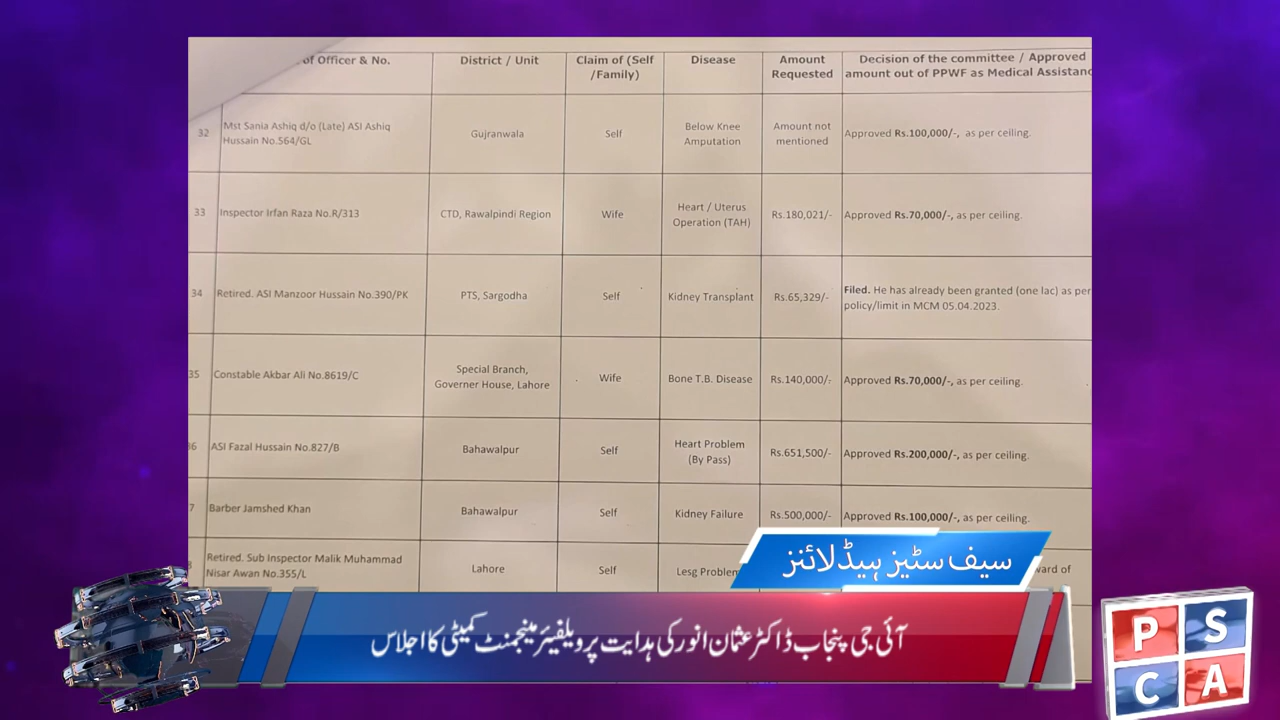 of Officer & No.
District / Unit
Claim of (Self
/Family)
Disease
Amount
Requested
Decision of the committee / Approved
amount out of PPWF as Medical Assistanc
32
Mst Sania Ashiq d/o (Late) ASI Ashiq
Hussain No.564/GL
Gujranwala
Self
Below Knee
Amputation
Amount not
mentioned
Approved Rs.100,000/-, as per ceiling.
33
Inspector Irfan Raza No.R/313
CTD, Rawalpindi Region
Wife
Heart / Uterus
Operation (TAH)
Rs.180,021/-
Approved Rs.70,000/-, as per ceiling.
34
Retired. ASI Manzoor Hussain No.390/PK
PTS, Sargodha
Self
Kidney Transplant
Rs.65,329/-
Filed. He has already been granted (one lac) as per
policy/limit in MCM 05.04.2023.
35
Constable Akbar Ali No.8619/C
Special Branch,
Governer House, Lahore
Wife
Bone T.B. Disease
Rs.140,000/-
Approved Rs.70,000/-, as per ceiling.
6
ASI Fazal Hussain No.827/B
Bahawalpur
Self
Heart Problem
(By Pass)
Rs.651,500/-
Approved Rs.200,000/-, as per ceiling.
7
Barber Jamshed Khan
Bahawalpur
Self
Kidney Failure
Rs.500,000/-
Approved Rs.100,000/-, as per ceiling.
Retired. Sub Inspector Malik Muhammad
Nisar Awan No.355/L
Lahore
Self
Lesg Problem
ward of
سیف سٹیز ہیڈلائنز
آئی جی پنجاب ڈاکٹر عثمان انور کی ہدایت پر ویلفیئر مینجمنٹ کمیٹی کا اجلاس
P S
C A